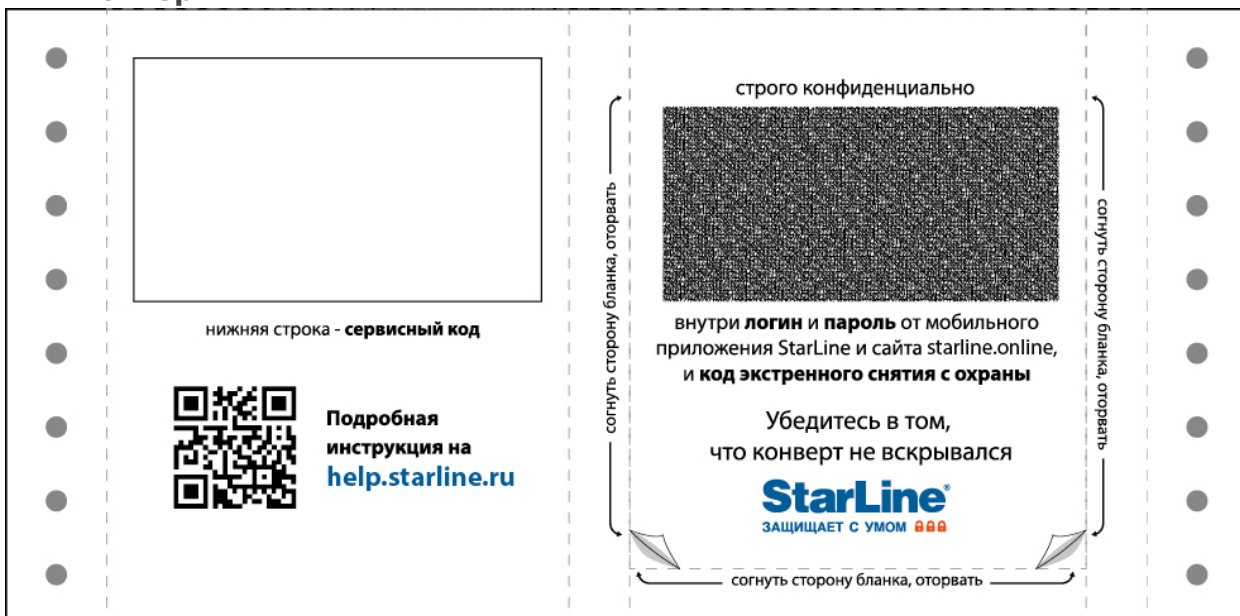 нижняя строка - сервисный код
Подробная
инструкция на
help.starline.ru
согнуть сторону бланка, оторвать
строго конфиденциально
внутри логин и пароль от мобильного
приложения StarLine и сайта starline.online,
и код экстренного снятия с охраны
Убедитесь в том,
что конверт не вскрывался
StarLine®
ЗАЩИЩАЕТ С УМОМ
согнуть сторону бланка, оторвать
согнуть сторону бланка, оторвать